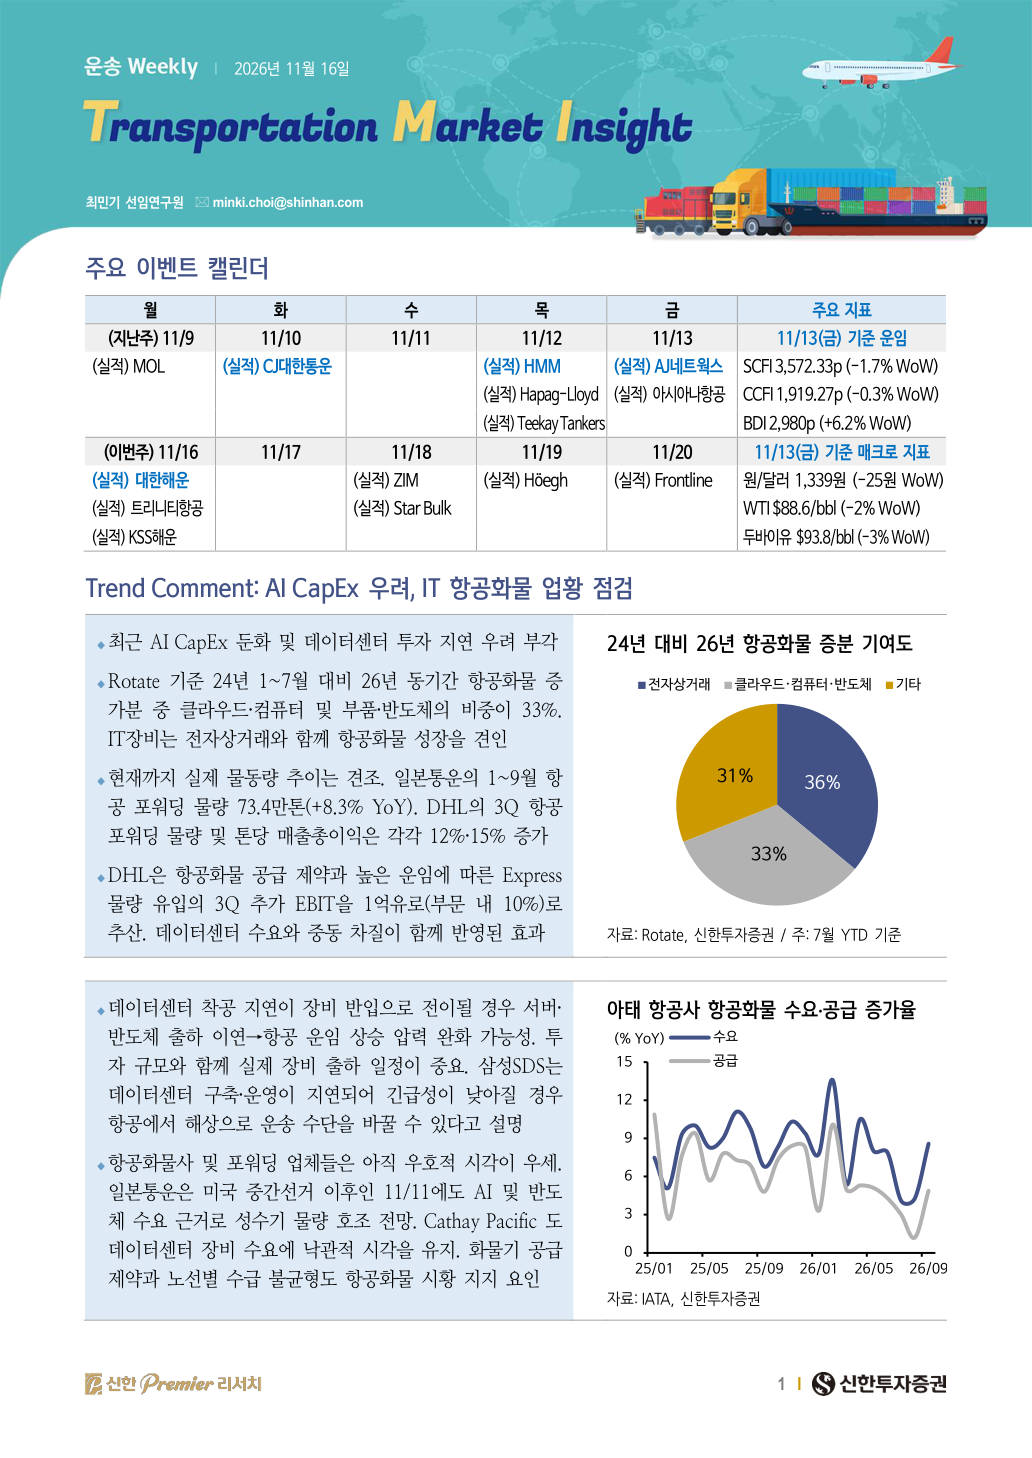 운송 Weekly | 2026년 11월 16일
Transportation Market Insight
최민기 선임연구원 minki.choi@shinhan.com
주요 이벤트 캘린더
월 화 수 목 금 주요 지표
(지난주) 11/9 11/10 11/11 11/12 11/13 11/13(금) 기준 운임
(실적) MOL (실적) CJ대한통운 (실적) HMM (실적) AJ네트웍스 SCFI 3,572.33p (-1.7% WoW)
(실적) Hapag-Lloyd (실적) 아시아나항공 CCFI 1,919.27p (-0.3% WoW)
(실적) Teekay Tankers BDI 2,980p (+6.2% WoW)
(이번주) 11/16 11/17 11/18 11/19 11/20 11/13(금) 기준 매크로 지표
(실적) 대한해운 (실적) ZIM (실적) Höegh (실적) Frontline 원/달러 1,339원 (-25원 WoW)
(실적) 트리니티항공 (실적) Star Bulk WTI $88.6/bbl (-2% WoW)
(실적) KSS해운 두바이유 $93.8/bbl (-3% WoW)
Trend Comment: AI CapEx 우려, IT 항공화물 업황 점검
◆ 최근 AI CapEx 둔화 및 데이터센터 투자 지연 우려 부각
◆ Rotate 기준 24년 1~7월 대비 26년 동기간 항공화물 증
가분 중 클라우드·컴퓨터 및 부품·반도체의 비중이 33%.
IT장비는 전자상거래와 함께 항공화물 성장을 견인
◆ 현재까지 실제 물동량 추이는 견조. 일본통운의 1~9월 항
공 포워딩 물량 73.4만톤(+8.3% YoY). DHL의 3Q 항공
포워딩 물량 및 톤당 매출총이익은 각각 12%·15% 증가
◆ DHL은 항공화물 공급 제약과 높은 운임에 따른 Express
물량 유입의 3Q 추가 EBIT을 1억유로(부문 내 10%)로
추산. 데이터센터 수요와 중동 차질이 함께 반영된 효과
24년 대비 26년 항공화물 증분 기여도
전자상거래 클라우드·컴퓨터·반도체 기타
31%
36%
33%
자료: Rotate, 신한투자증권 / 주: 7월 YTD 기준
◆ 데이터센터 착공 지연이 장비 반입으로 전이될 경우 서버·
반도체 출하 이연→항공 운임 상승 압력 완화 가능성. 투
자 규모와 함께 실제 장비 출하 일정이 중요. 삼성SDS는
데이터센터 구축·운영이 지연되어 긴급성이 낮아질 경우
항공에서 해상으로 운송 수단을 바꿀 수 있다고 설명
◆ 항공화물사 및 포워딩 업체들은 아직 우호적 시각이 우세.
일본통운은 미국 중간선거 이후인 11/11에도 AI 및 반도
체 수요 근거로 성수기 물량 호조 전망. Cathay Pacific 도
데이터센터 장비 수요에 낙관적 시각을 유지. 화물기 공급
제약과 노선별 수급 불균형도 항공화물 시황 지지 요인
아태 항공사 항공화물 수요·공급 증가율
(% YoY) 수요
공급
15
12
9
6
3
0
25/01 25/05 25/09 26/01 26/05 26/09
자료: IATA, 신한투자증권
신한 Premier 리서치
1 | 신한투자증권